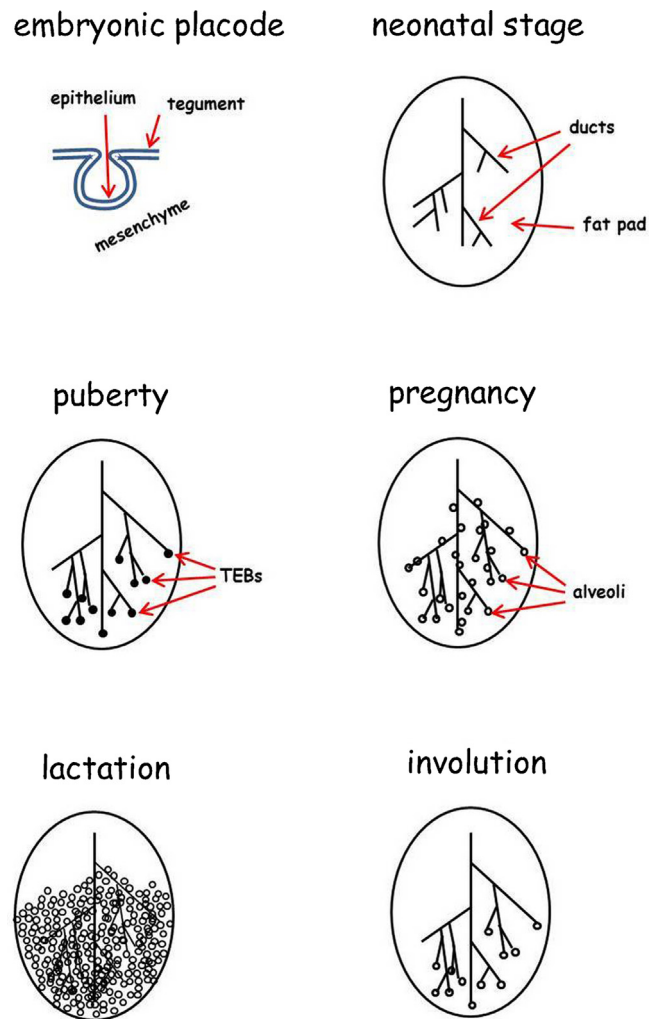 embryonic placode
neonatal stage
epithelium
tegument
mesenchyme
ducts
fat pad
puberty
pregnancy
TEBs
alveoli
lactation
involution